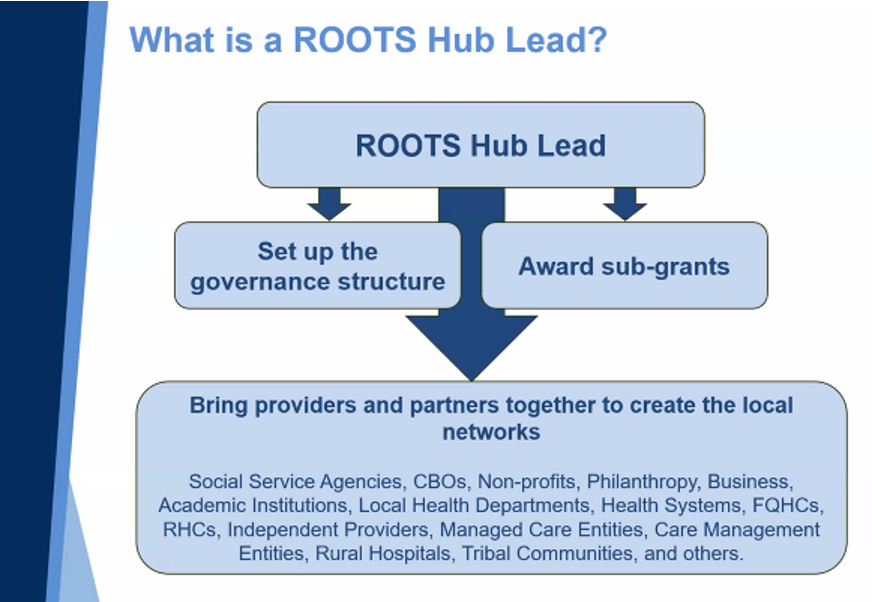 What is a ROOTS Hub Lead?
ROOTS Hub Lead
Set up the
governance structure
Award sub-grants
Bring providers and partners together to create the local
networks
Social Service Agencies, CBOs, Non-profits, Philanthropy, Business,
Academic Institutions, Local Health Departments, Health Systems, FQHCs,
RHCs, Independent Providers, Managed Care Entities, Care Management
Entities, Rural Hospitals, Tribal Communities, and others.